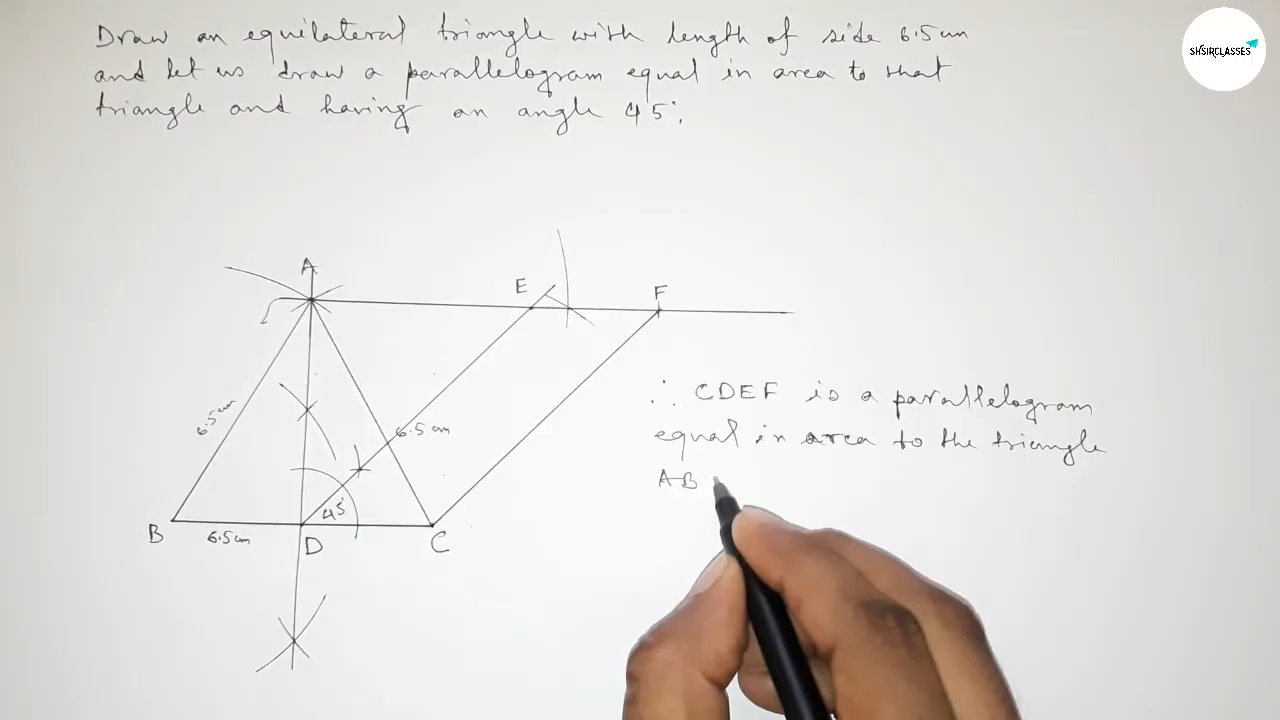 Draw an equilateral triangle with length of side 6.5 cm
and let us draw a parallelogram equal in area to that
triangle and having an angle 45°.
SHSIRCLASSES
A
E
F
6.5 cm
6.5 cm
∴ CDEF is a parallelogram
equal in area to the triangle
AB
45°
B
6.5 cm
D
C